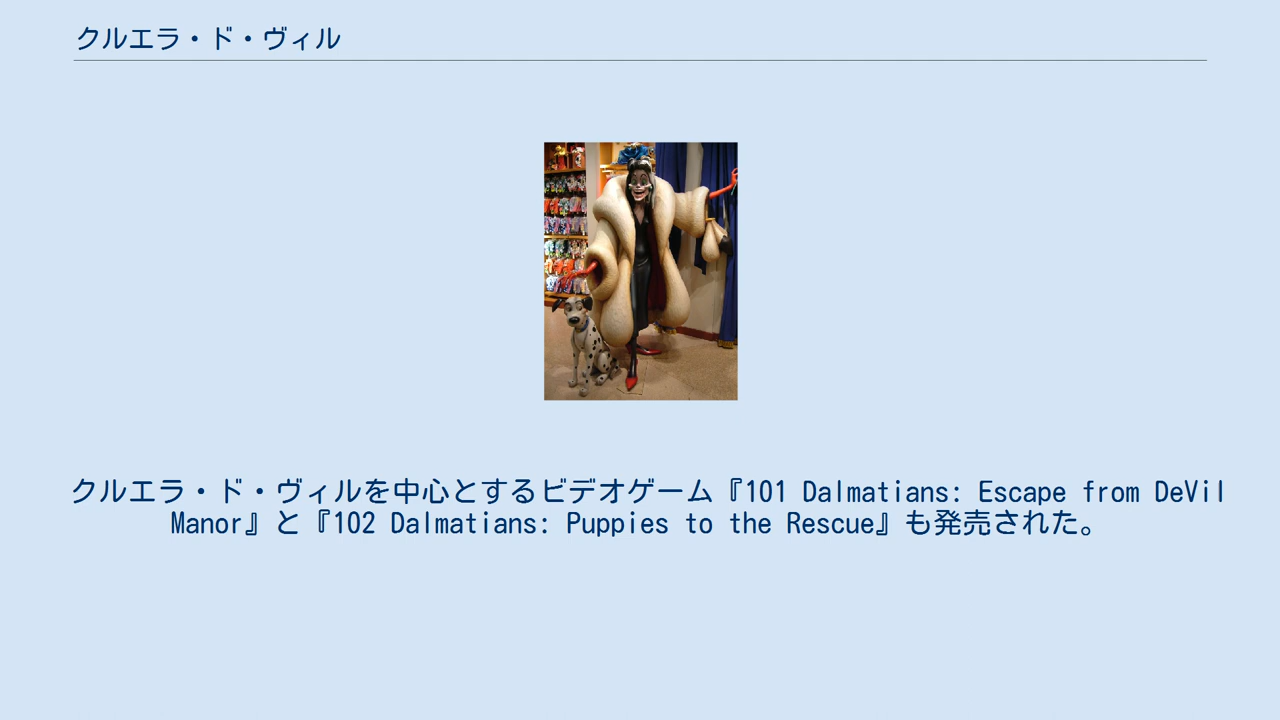 クルエラ・ド・ヴィル
クルエラ・ド・ヴィルを中心とするビデオゲーム『101 Dalmatians: Escape from DeVil
Manor』と『102 Dalmatians: Puppies to the Rescue』も発売された。